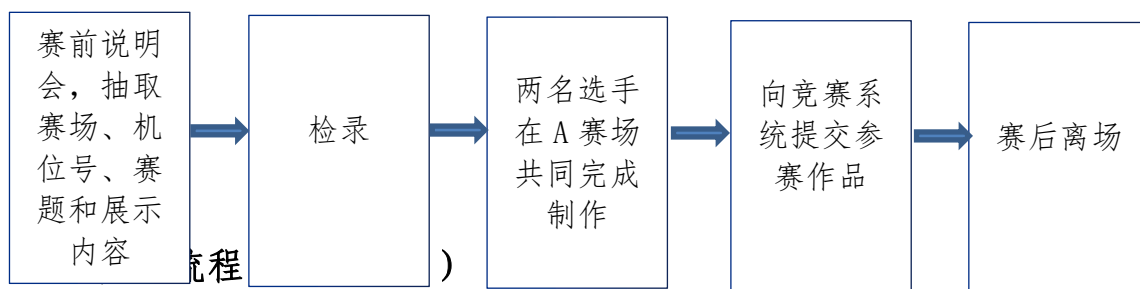 赛前说明
会，抽取
赛场、机
位号、赛
题和展示
内容
检录
两名选手
在 A 赛场
共同完成
制作
向竞赛系
统提交参
赛作品
赛后离场
流程
)